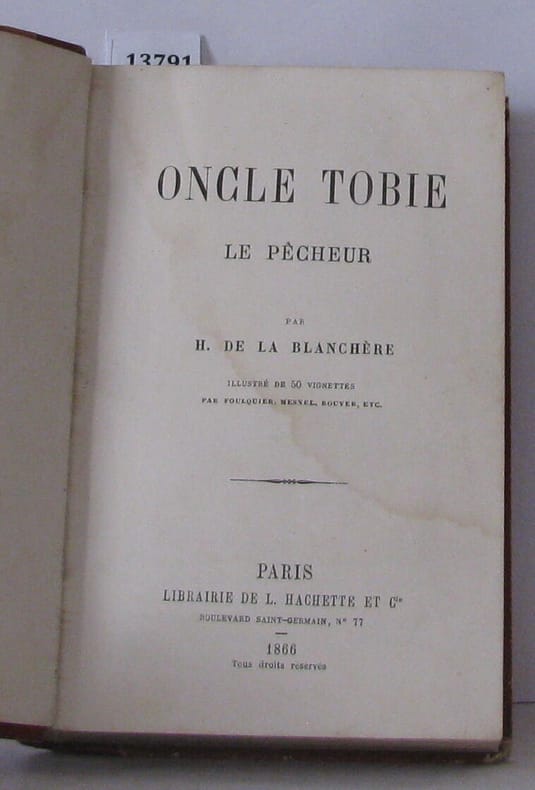 13791
ONCLE TOBIE
LE PÊCHEUR
PAR
H. DE LA BLANCHÈRE
ILLUSTRÉ DE 50 VIGNETTES
PAR FOULQUIER, MESNEL, ROUYER, ETC.
PARIS
LIBRAIRIE DE L. HACHETTE ET Cie
BOULEVARD SAINT-GERMAIN, N° 77
1866
Tous droits réservés